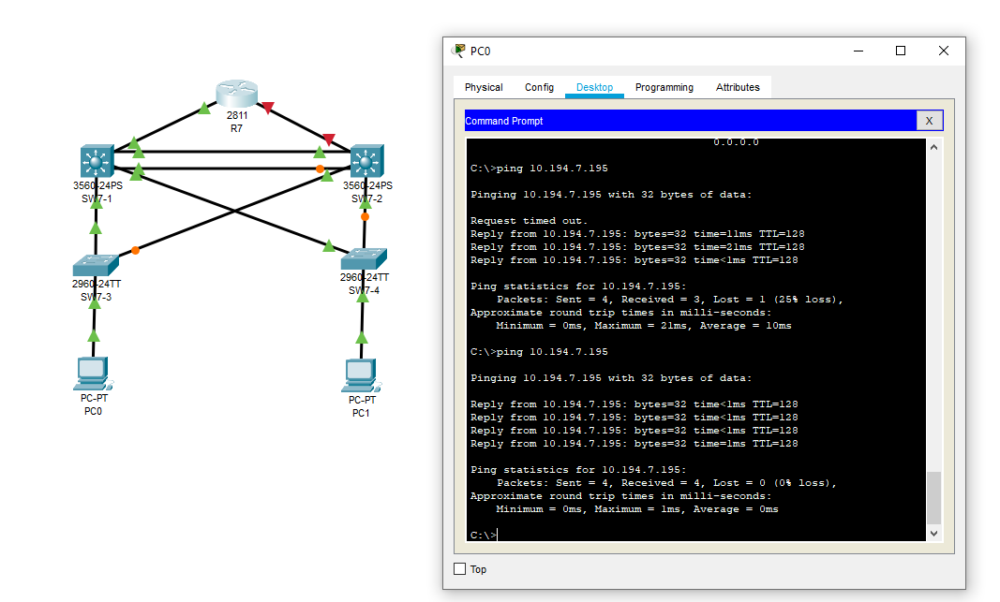 2811
R7
3560-24PS
SW7-1
3560-24PS
SW7-2
2960-24TT
SW7-3
2960-24TT
SW7-4
PC-PT
PC0
PC-PT
PC1
PC0
Physical Config Desktop Programming Attributes
Command Prompt X
0.0.0.0
C:\>ping 10.194.7.195
Pinging 10.194.7.195 with 32 bytes of data:
Request timed out.
Reply from 10.194.7.195: bytes=32 time=11ms TTL=128
Reply from 10.194.7.195: bytes=32 time=21ms TTL=128
Reply from 10.194.7.195: bytes=32 time<1ms TTL=128
Ping statistics for 10.194.7.195:
Packets: Sent = 4, Received = 3, Lost = 1 (25% loss),
Approximate round trip times in milli-seconds:
Minimum = 0ms, Maximum = 21ms, Average = 10ms
C:\>ping 10.194.7.195
Pinging 10.194.7.195 with 32 bytes of data:
Reply from 10.194.7.195: bytes=32 time<1ms TTL=128
Reply from 10.194.7.195: bytes=32 time<1ms TTL=128
Reply from 10.194.7.195: bytes=32 time<1ms TTL=128
Reply from 10.194.7.195: bytes=32 time=1ms TTL=128
Ping statistics for 10.194.7.195:
Packets: Sent = 4, Received = 4, Lost = 0 (0% loss),
Approximate round trip times in milli-seconds:
Minimum = 0ms, Maximum = 1ms, Average = 0ms
C:\>
Top